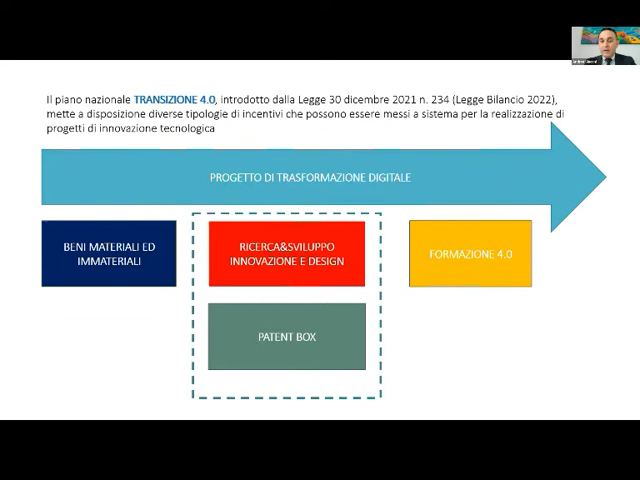 Il piano nazionale TRANSIZIONE 4.0, introdotto dalla Legge 30 dicembre 2021 n. 234 (Legge Bilancio 2022),
mette a disposizione diverse tipologie di incentivi che possono essere messi a sistema per la realizzazione di
progetti di innovazione tecnologica
PROGETTO DI TRASFORMAZIONE DIGITALE
BENI MATERIALI ED
IMMATERIALI
RICERCA&SVILUPPO
INNOVAZIONE E DESIGN
FORMAZIONE 4.0
PATENT BOX